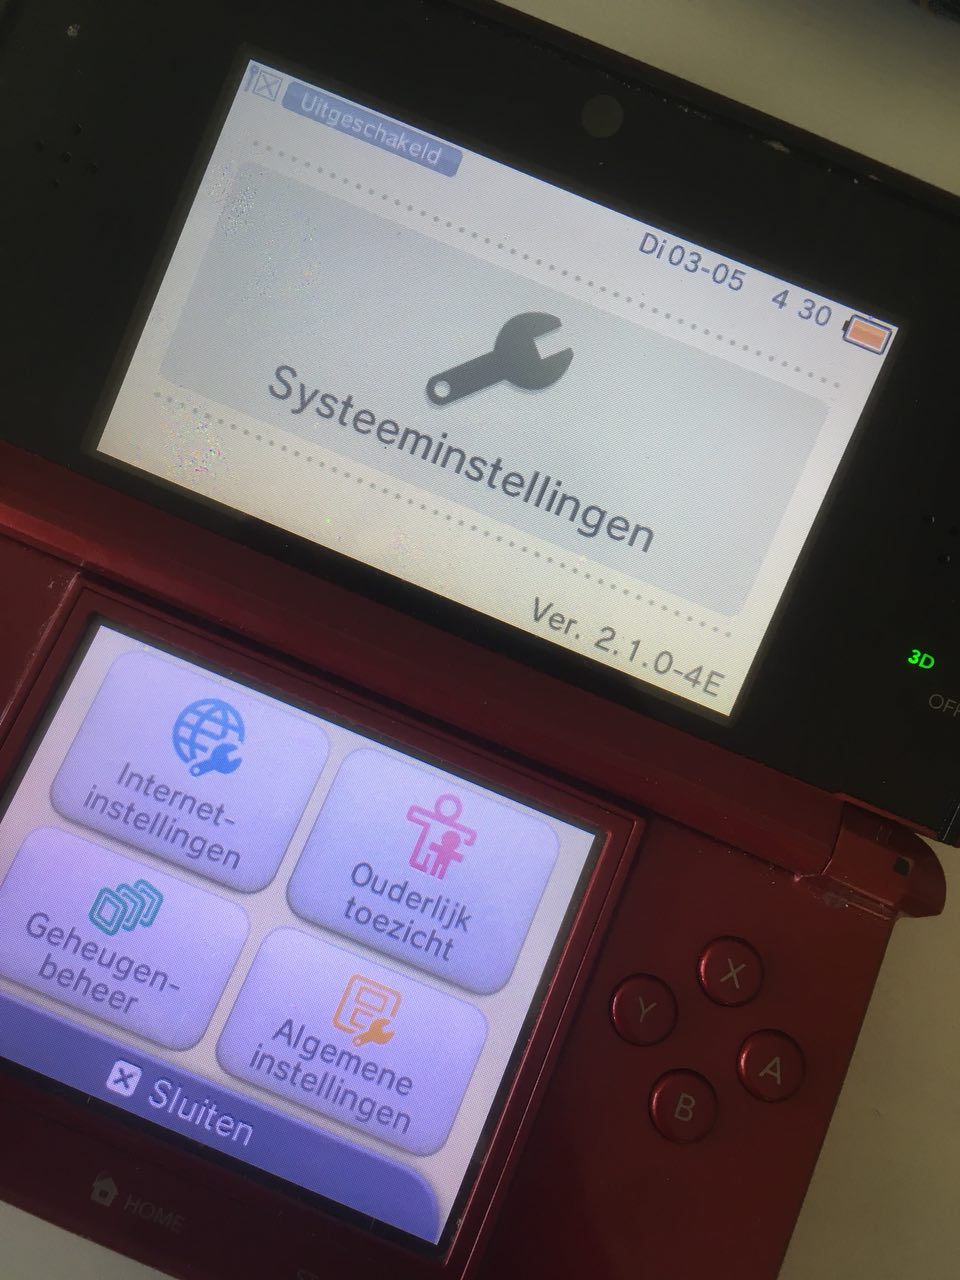 Uitgeschakeld
Di 03-05 4 30
Systeeminstellingen
Ver. 2.1.0-4E
3D
Internet-
instellingen
Ouderlijk
toezicht
Geheugen-
beheer
Algemene
instellingen
X Sluiten
X
Y
A
B
HOME